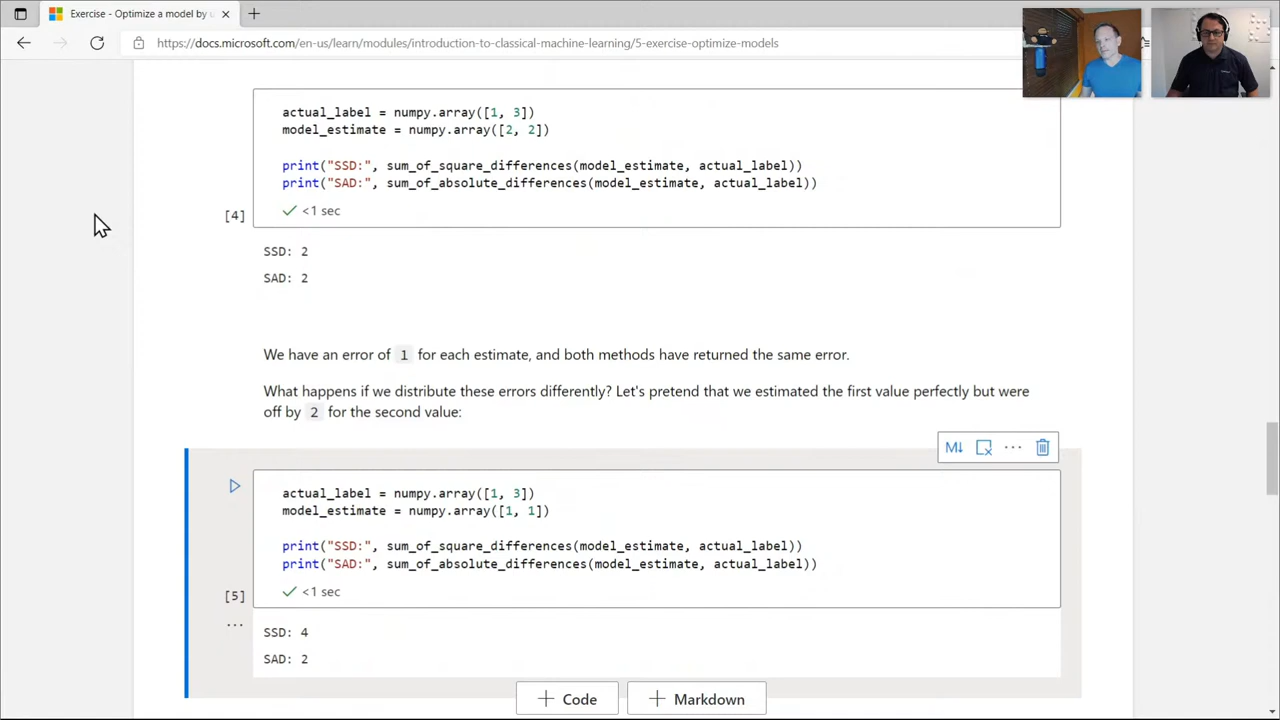 Exercise - Optimize a model by u
https://docs.microsoft.com/en-us/learn/modules/introduction-to-classical-machine-learning/5-exercise-optimize-models
actual_label = numpy.array([1, 3])
model_estimate = numpy.array([2, 2])
print("SSD:", sum_of_square_differences(model_estimate, actual_label))
print("SAD:", sum_of_absolute_differences(model_estimate, actual_label))
[4]
<1 sec
SSD: 2
SAD: 2
We have an error of 1 for each estimate, and both methods have returned the same error.
What happens if we distribute these errors differently? Let's pretend that we estimated the first value perfectly but were
off by 2 for the second value:
M↓
actual_label = numpy.array([1, 3])
model_estimate = numpy.array([1, 1])
print("SSD:", sum_of_square_differences(model_estimate, actual_label))
print("SAD:", sum_of_absolute_differences(model_estimate, actual_label))
[5]
<1 sec
SSD: 4
SAD: 2
Code
Markdown